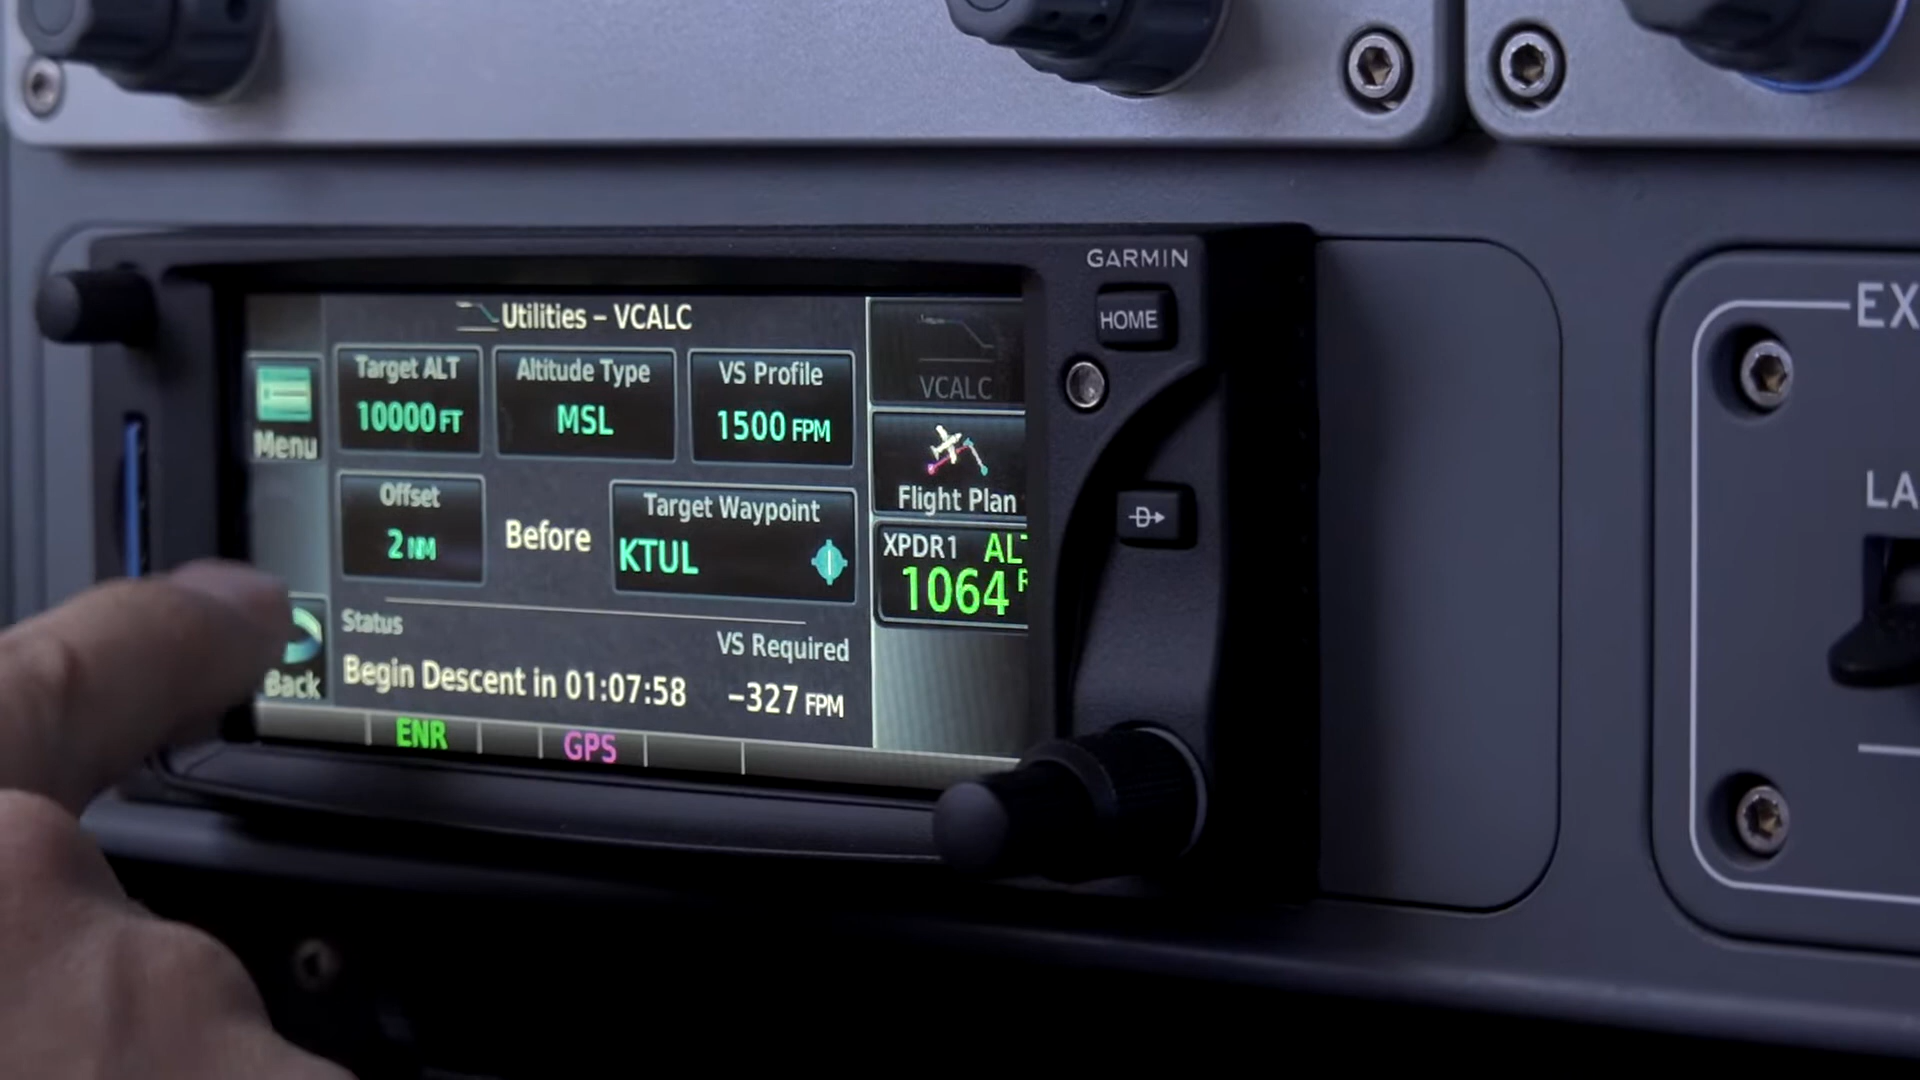 GARMIN
HOME
Utilities – VCALC
Target ALT
10000 FT
Altitude Type
MSL
VS Profile
1500 FPM
VCALC
Menu
Flight Plan
Offset
2 NM
Before
Target Waypoint
KTUL
XPDR1 ALT
1064 R
Status
Begin Descent in 01:07:58
VS Required
–327 FPM
Back
ENR
GPS
D
EX
LA